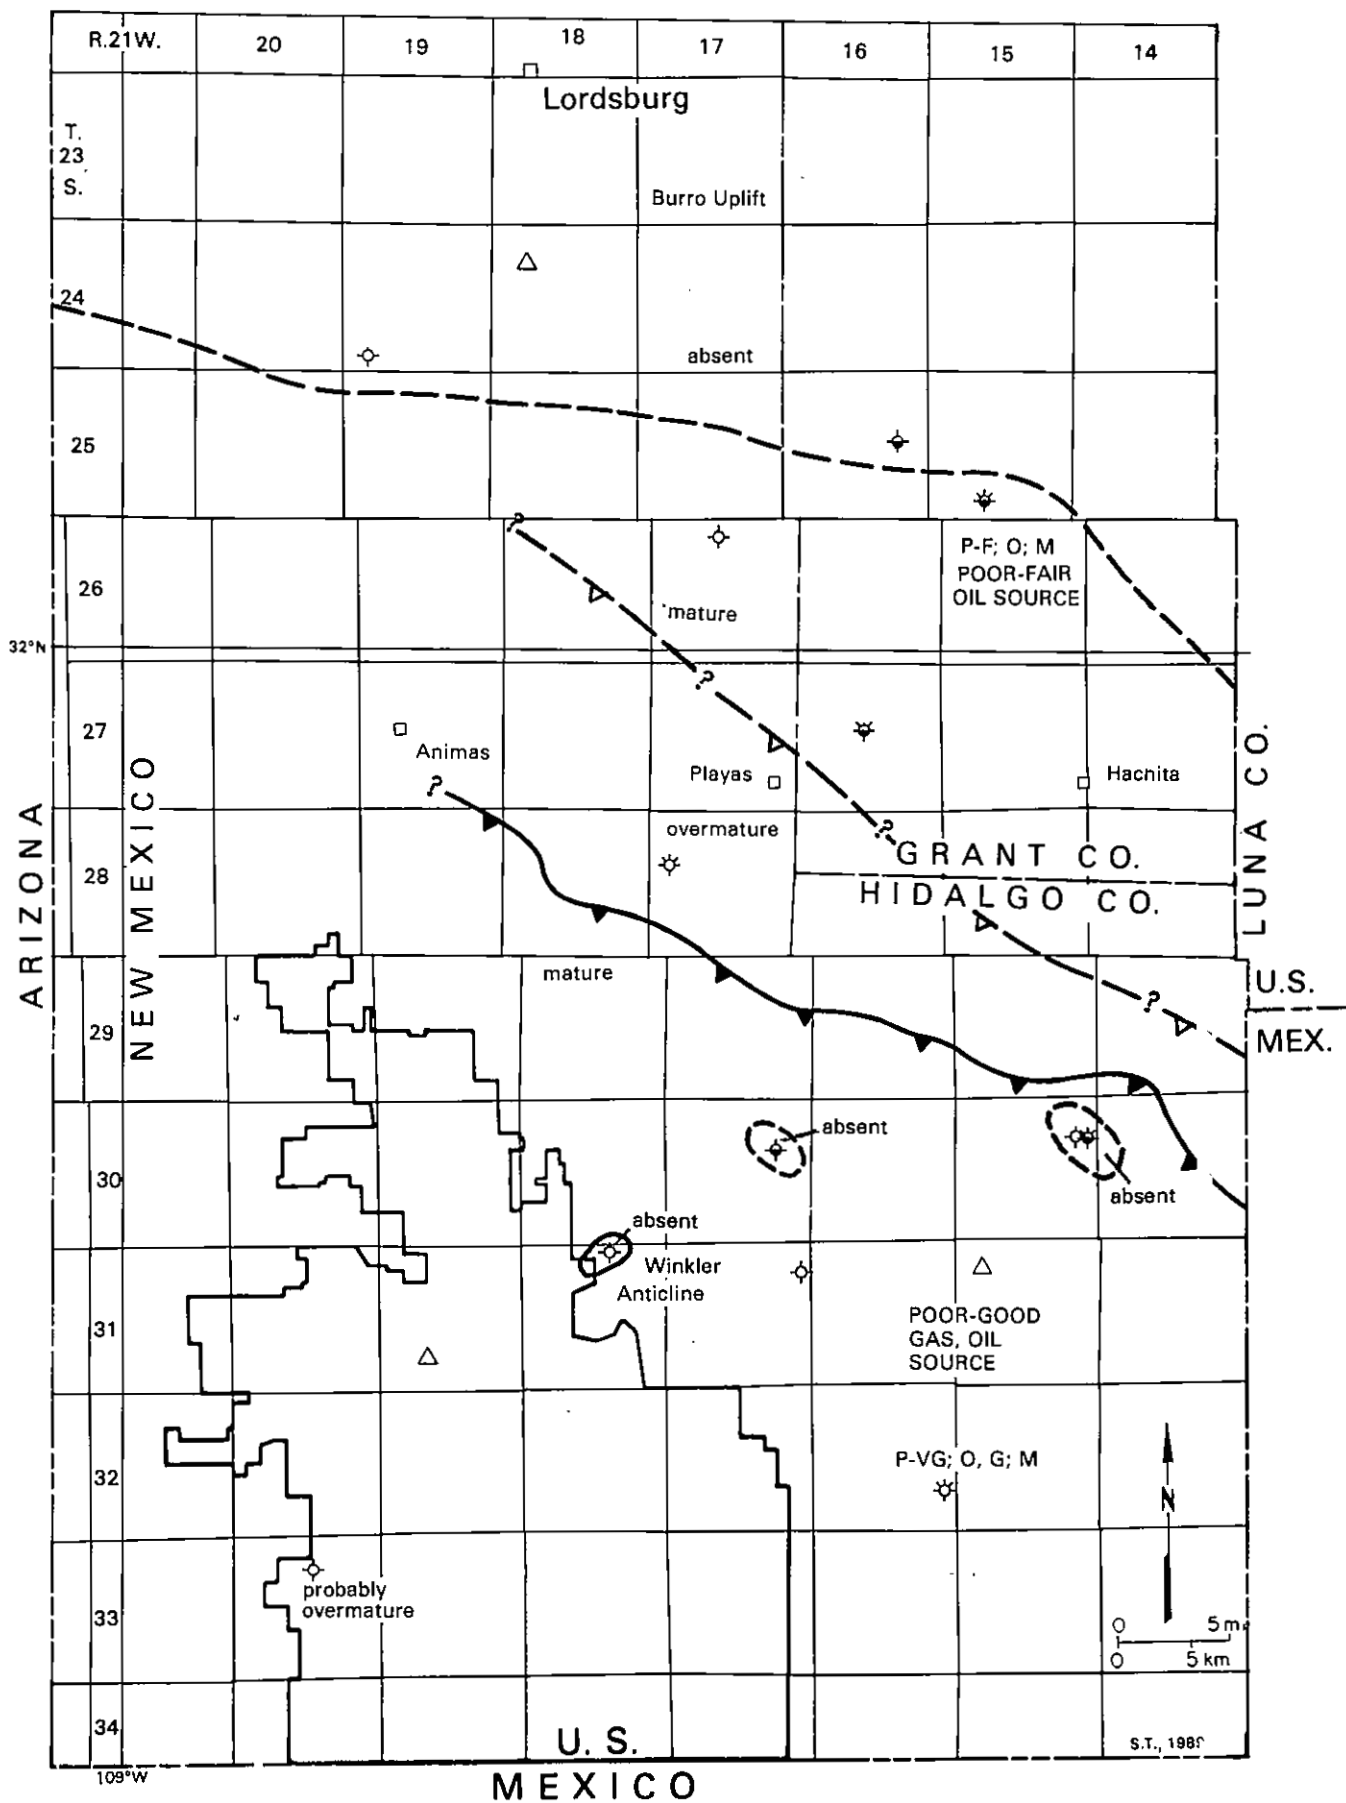 R.21W.
20
19
18
17
16
15
14
Lordsburg
T.
23
S.
Burro Uplift
24
absent
25
?
P-F; O; M
POOR-FAIR
OIL SOURCE
26
mature
32°N
?
27
Animas
Playas
Hachita
?
overmature
?
GRANT CO.
28
HIDALGO CO.
LUNA CO.
ARIZONA
NEW MEXICO
mature
?
U.S.
29
MEX.
absent
30
absent
absent
Winkler
Anticline
31
POOR-GOOD
GAS, OIL
SOURCE
32
P-VG; O, G; M
N
probably
overmature
33
0 5 m.
0 5 km
34
U. S.
S.T.,
109°W
MEXICO